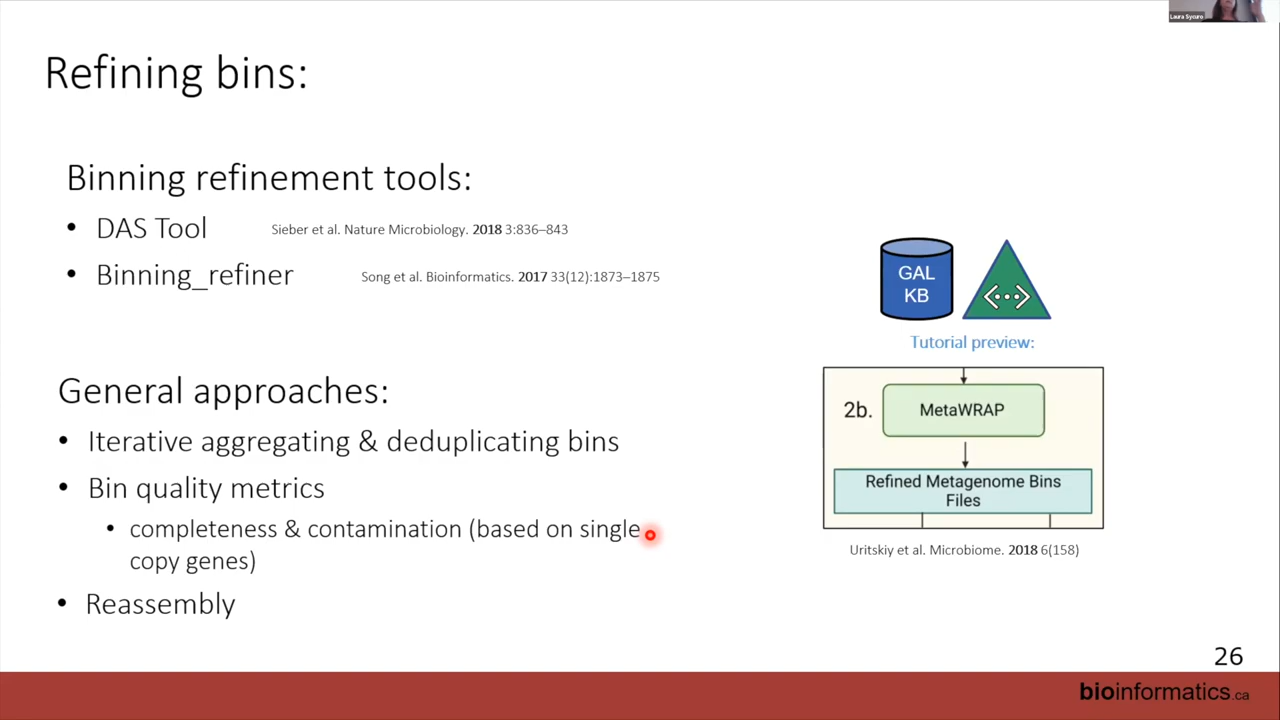 Laura Sycuro
Refining bins:
Binning refinement tools:
• DAS Tool Sieber et al. Nature Microbiology. 2018 3:836–843
• Binning_refiner Song et al. Bioinformatics. 2017 33(12):1873–1875
General approaches:
• Iterative aggregating & deduplicating bins
• Bin quality metrics
• completeness & contamination (based on single
copy genes)
• Reassembly
GAL
KB
<···>
Tutorial preview:
2b. MetaWRAP
Refined Metagenome Bins
Files
Uritskiy et al. Microbiome. 2018 6(158)
26
bioinformatics.ca